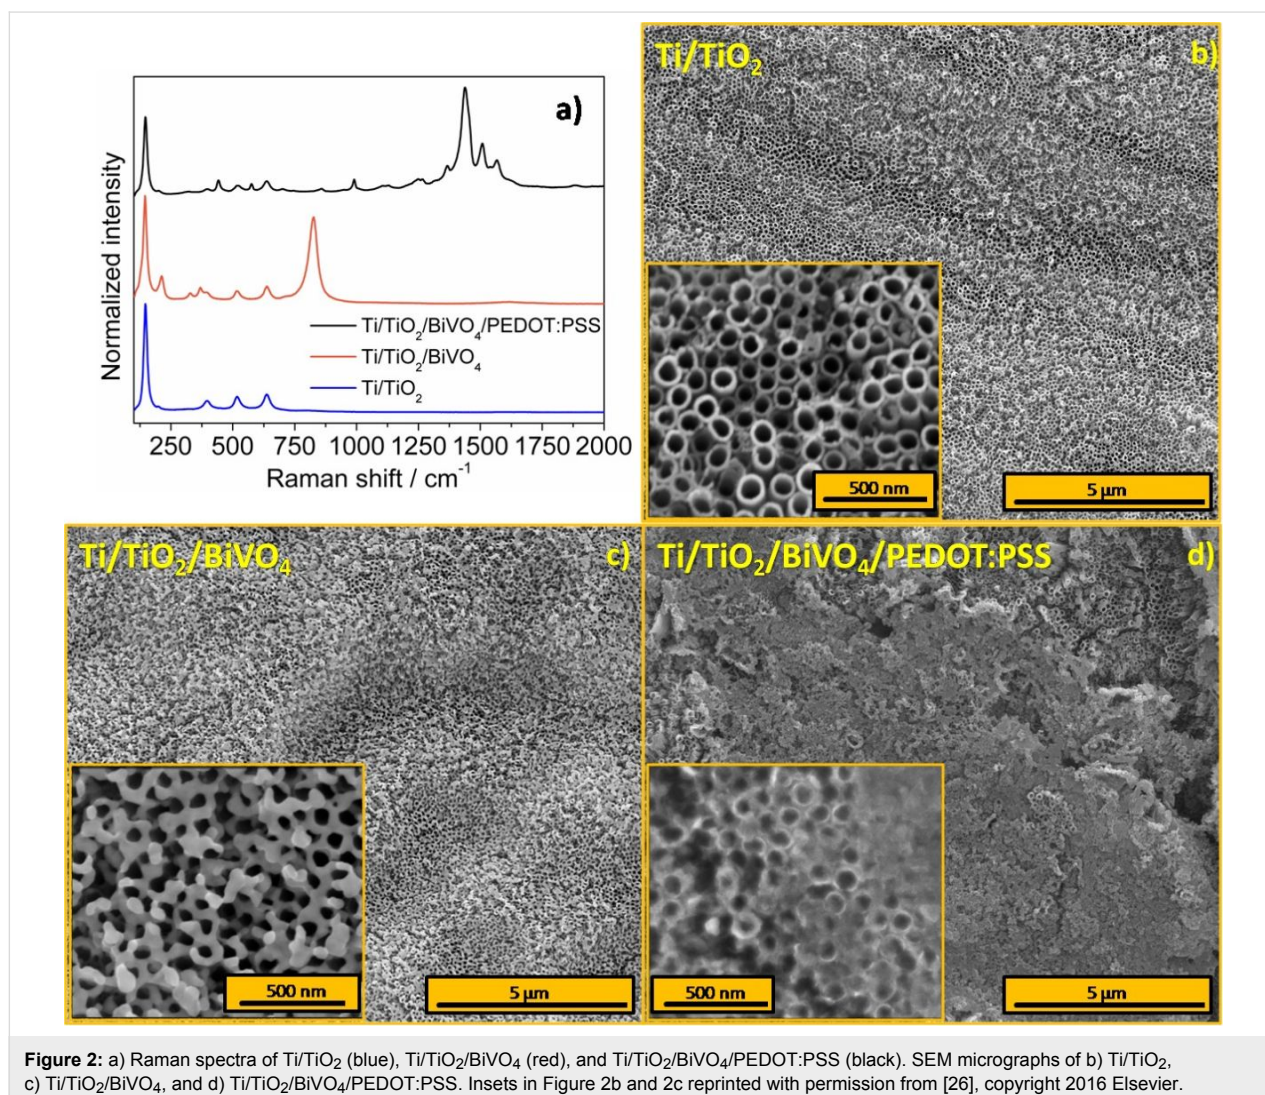 a)
Normalized intensity
Ti/TiO₂/BiVO₄/PEDOT:PSS
Ti/TiO₂/BiVO₄
Ti/TiO₂
250 500 750 1000 1250 1500 1750 2000
Raman shift / cm⁻¹
Ti/TiO₂ b)
500 nm
5 µm
Ti/TiO₂/BiVO₄ c)
500 nm
5 µm
Ti/TiO₂/BiVO₄/PEDOT:PSS d)
500 nm
5 µm
Figure 2: a) Raman spectra of Ti/TiO₂ (blue), Ti/TiO₂/BiVO₄ (red), and Ti/TiO₂/BiVO₄/PEDOT:PSS (black). SEM micrographs of b) Ti/TiO₂,
c) Ti/TiO₂/BiVO₄, and d) Ti/TiO₂/BiVO₄/PEDOT:PSS. Insets in Figure 2b and 2c reprinted with permission from [26], copyright 2016 Elsevier.